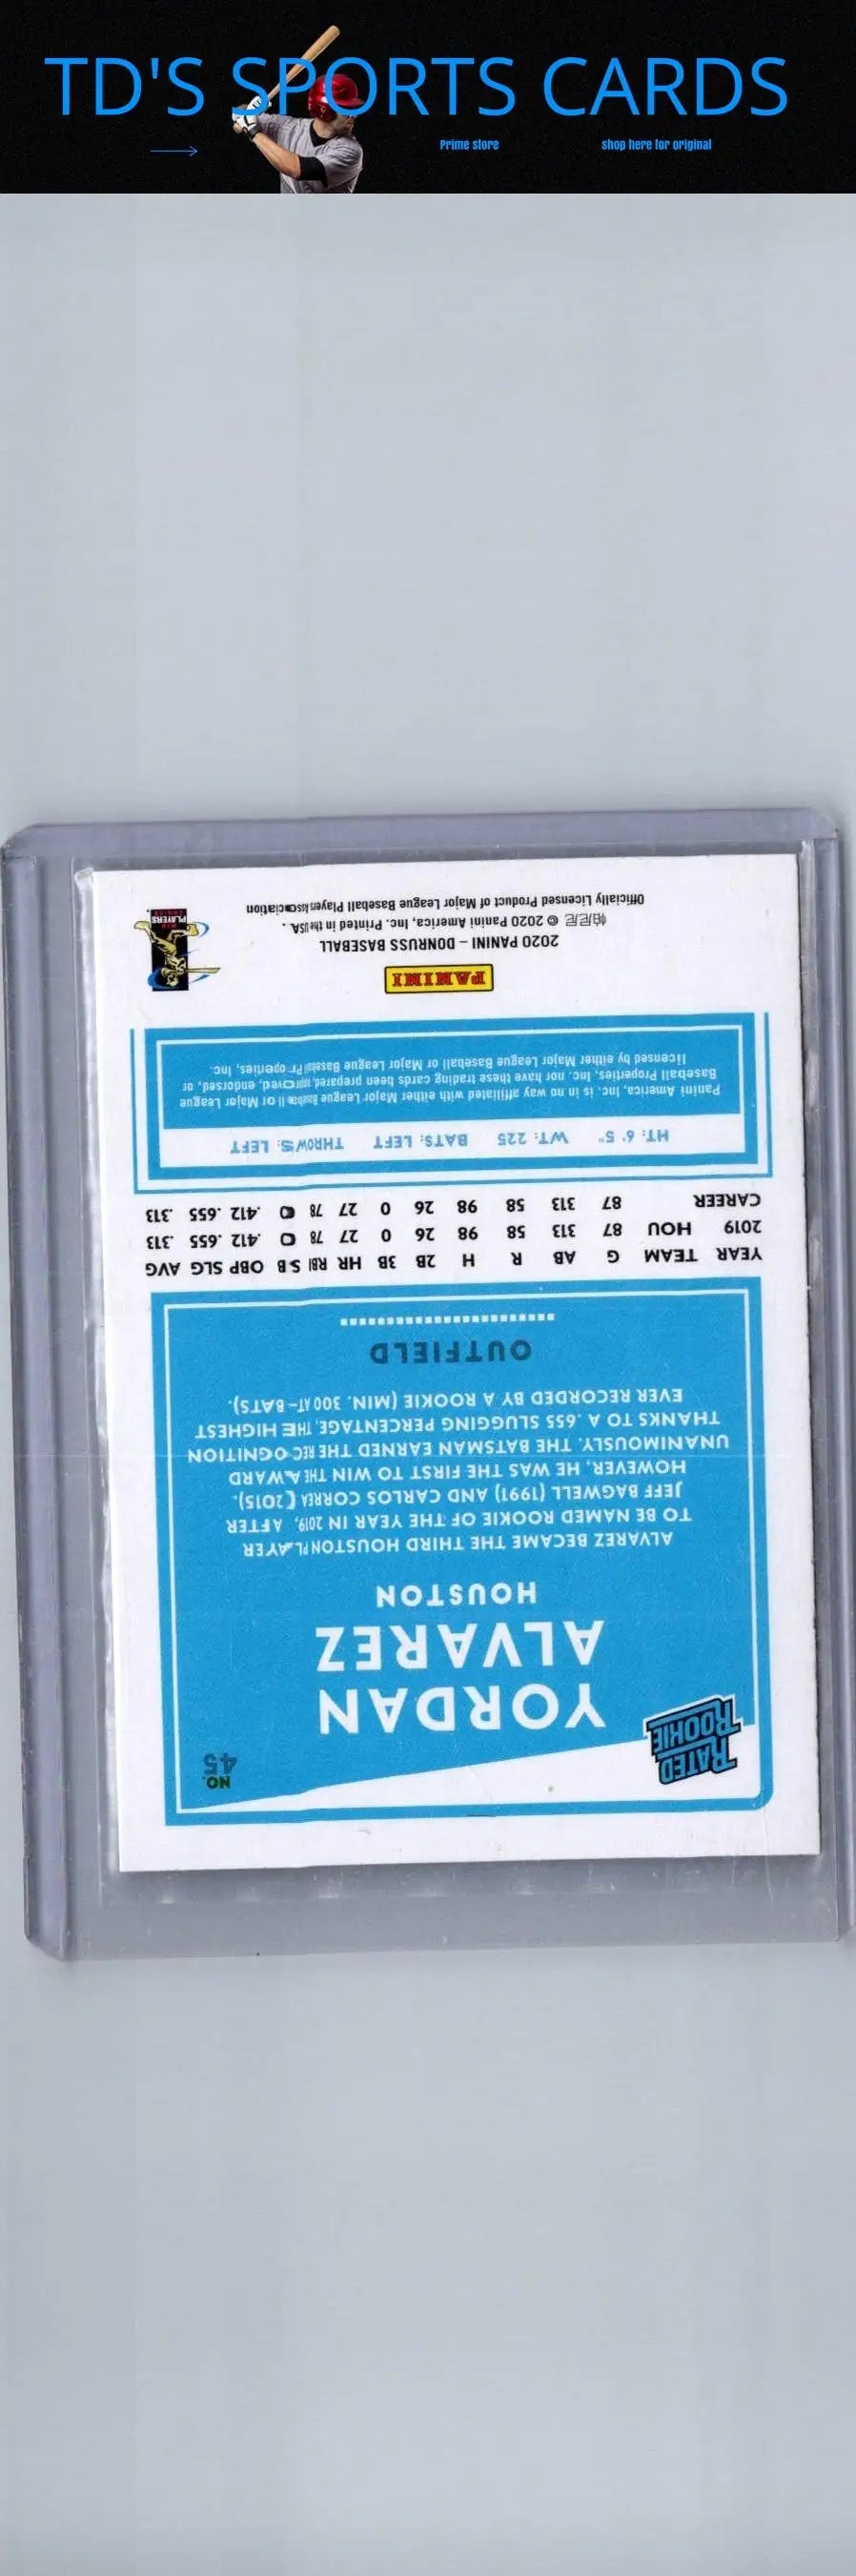 TD'S SPORTS CARDS
Prime store
shop here for original
NO.
45
RATED
ROOKIE
YORDAN
ALVAREZ
HOUSTON
ALVAREZ BECAME THE THIRD HOUSTON PLAYER
TO BE NAMED ROOKIE OF THE YEAR IN 2019, AFTER
JEFF BAGWELL (1991) AND CARLOS CORREA (2015).
HOWEVER, HE WAS THE FIRST TO WIN THE AWARD
UNANIMOUSLY. THE BATSMAN EARNED THE RECOGNITION
THANKS TO A .655 SLUGGING PERCENTAGE, THE HIGHEST
EVER RECORDED BY A ROOKIE (MIN. 300 AT-BATS).
OUTFIELD
YEAR TEAM G AB R H 2B 3B HR RBI SB OBP SLG AVG
2019 HOU 87 313 58 98 26 0 27 78 0 .412 .655 .313
CAREER 87 313 58 98 26 0 27 78 0 .412 .655 .313
HT: 6' 5" WT: 225 BATS: LEFT THROWS: LEFT
Panini America, Inc. is in no way affiliated with either Major League Baseball or Major League
Baseball Properties, Inc. nor have these trading cards been prepared, approved, endorsed, or
licensed by either Major League Baseball or Major League Baseball Properties, Inc.
PANINI
2020 PANINI – DONRUSS BASEBALL
帕尼尼 © 2020 Panini America, Inc. Printed in the USA.
Officially Licensed Product of Major League Baseball Players Association
PLAYERS